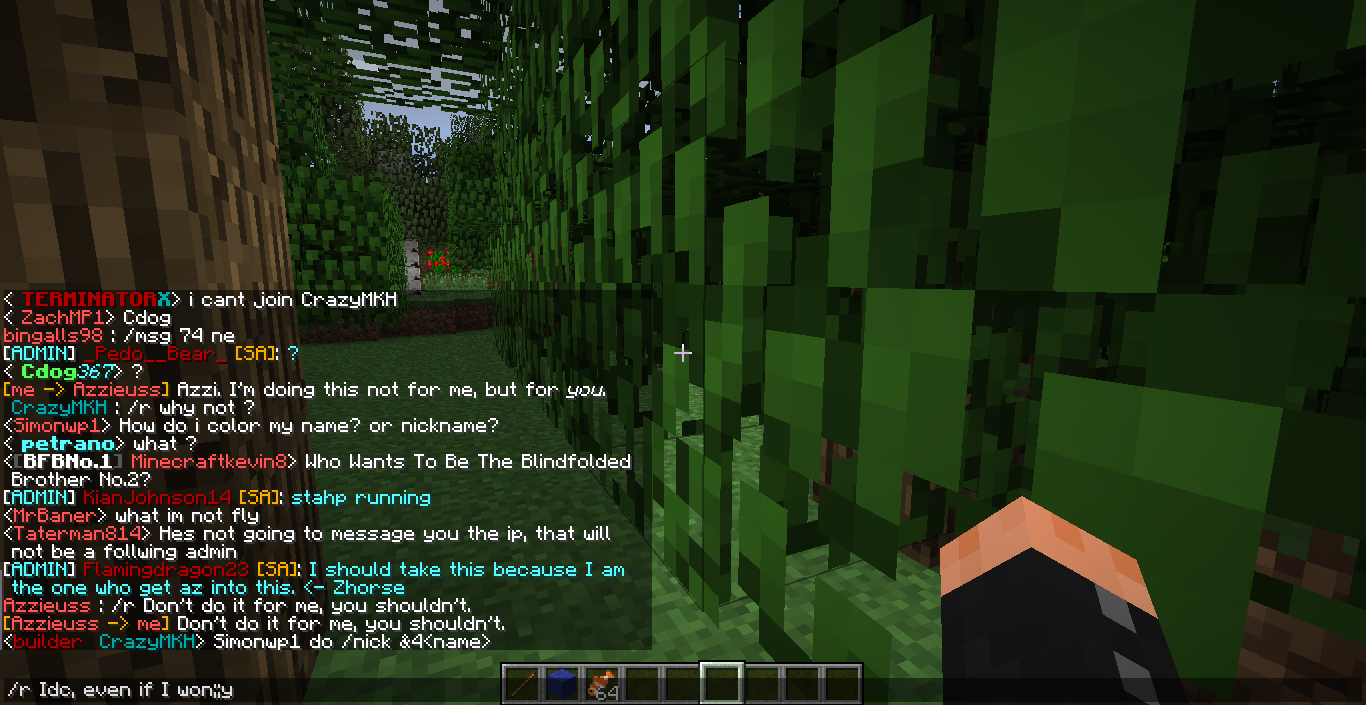 < TERMINATORX> i cant join CrazyMKH
< ZachMP1> Cdog
bingalls98 : /msg 74 ne
[ADMIN] _Pedo__Bear_ [SA]: ?
< Cdog367> ?
[me -> Azzieuss] Azzi. I'm doing this not for me, but for you.
CrazyMKH : /r why not ?
<Simonwp1> How do i color my name? or nickname?
< petrano> what ?
<[BFBNo.1] Minecraftkevin8> Who Wants To Be The Blindfolded
Brother No.2?
[ADMIN] KianJohnson14 [SA]: stahp running
<MrBaner> what im not fly
<Taterman814> Hes not going to message you the ip, that will
not be a follwing admin
[ADMIN] Flamingdragon23 [SA]: I should take this because I am
the one who get az into this. <- Zhorse
Azzieuss : /r Don't do it for me, you shouldn't.
[Azzieuss -> me] Don't do it for me, you shouldn't.
<builder CrazyMKH> Simonwp1 do /nick &4<name>
64
/r Idc, even if I won;;y